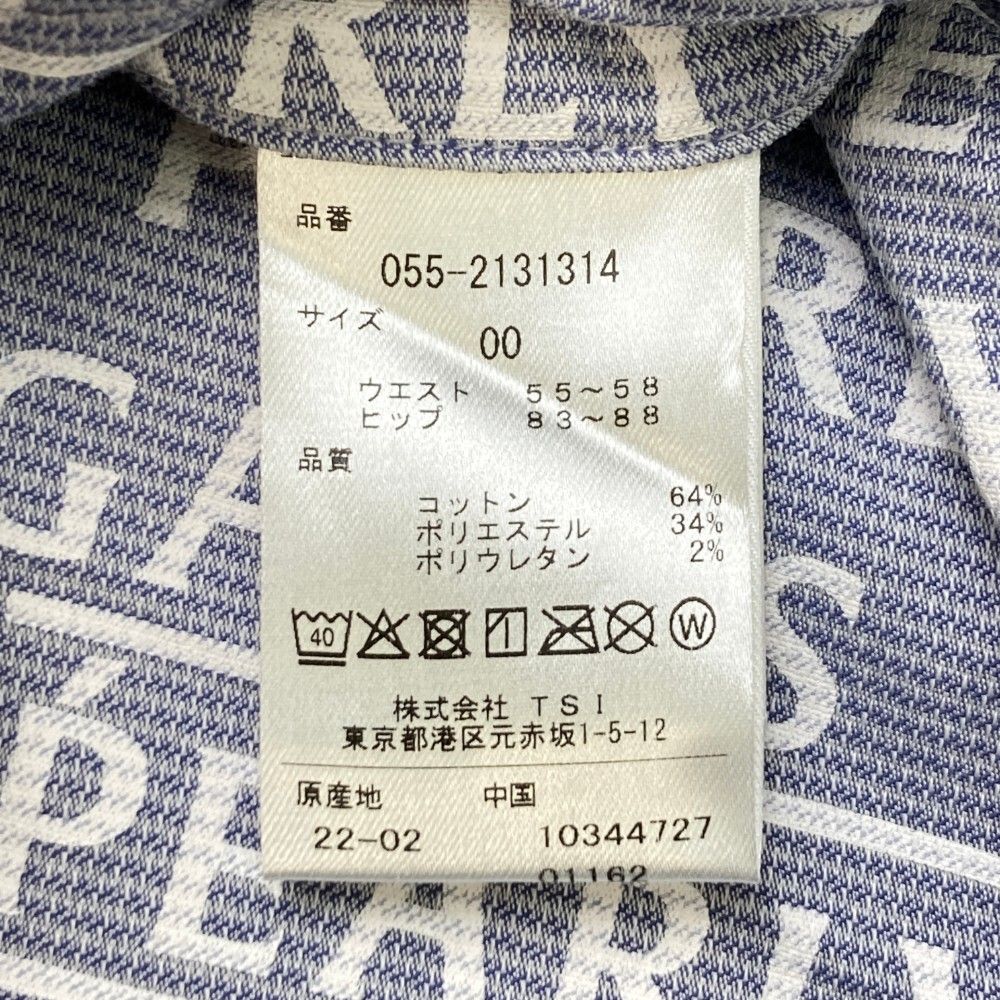 品番
055-2131314
サイズ
00
ウエスト 55～58
ヒップ 83～88
品質
コットン 64%
ポリエステル 34%
ポリウレタン 2%
40 W
株式会社 TSI
東京都港区元赤坂1-5-12
原産地 中国
22-02 10344727
01162
GA
S
PEAR